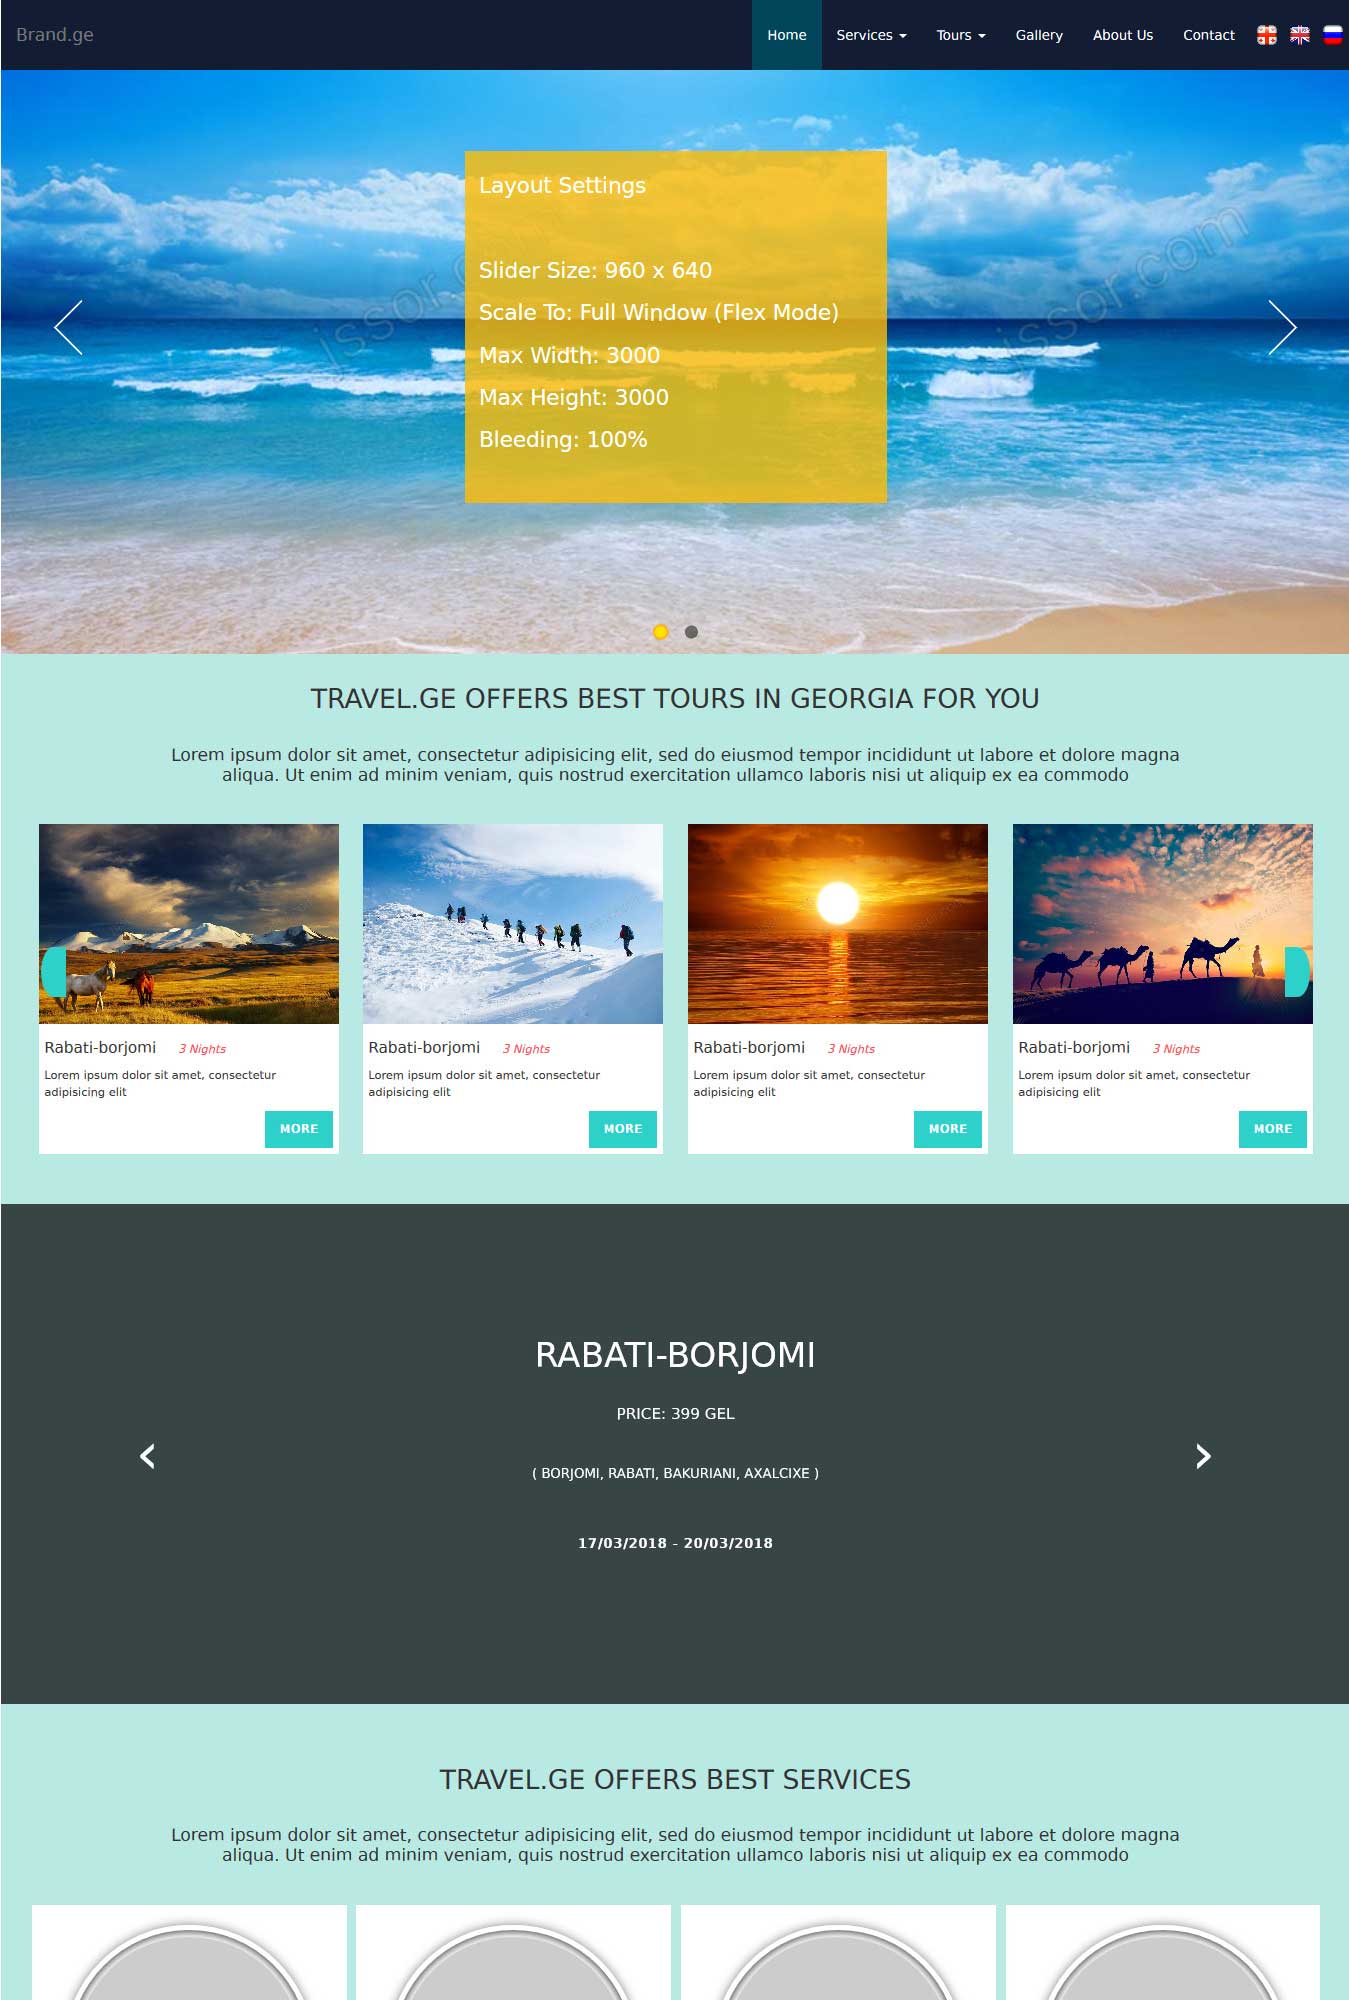 Brand.ge
Home
Services
Tours
Gallery
About Us
Contact
jssor.com
Layout Settings
Slider Size: 960 x 640
Scale To: Full Window (Flex Mode)
Max Width: 3000
Max Height: 3000
Bleeding: 100%
TRAVEL.GE OFFERS BEST TOURS IN GEORGIA FOR YOU
Lorem ipsum dolor sit amet, consectetur adipisicing elit, sed do eiusmod tempor incididunt ut labore et dolore magna
aliqua. Ut enim ad minim veniam, quis nostrud exercitation ullamco laboris nisi ut aliquip ex ea commodo
Rabati-borjomi 3 Nights
Lorem ipsum dolor sit amet, consectetur
adipisicing elit
MORE
Rabati-borjomi 3 Nights
Lorem ipsum dolor sit amet, consectetur
adipisicing elit
MORE
Rabati-borjomi 3 Nights
Lorem ipsum dolor sit amet, consectetur
adipisicing elit
MORE
Rabati-borjomi 3 Nights
Lorem ipsum dolor sit amet, consectetur
adipisicing elit
MORE
RABATI-BORJOMI
PRICE: 399 GEL
( BORJOMI, RABATI, BAKURIANI, AXALCIXE )
17/03/2018 - 20/03/2018
TRAVEL.GE OFFERS BEST SERVICES
Lorem ipsum dolor sit amet, consectetur adipisicing elit, sed do eiusmod tempor incididunt ut labore et dolore magna
aliqua. Ut enim ad minim veniam, quis nostrud exercitation ullamco laboris nisi ut aliquip ex ea commodo